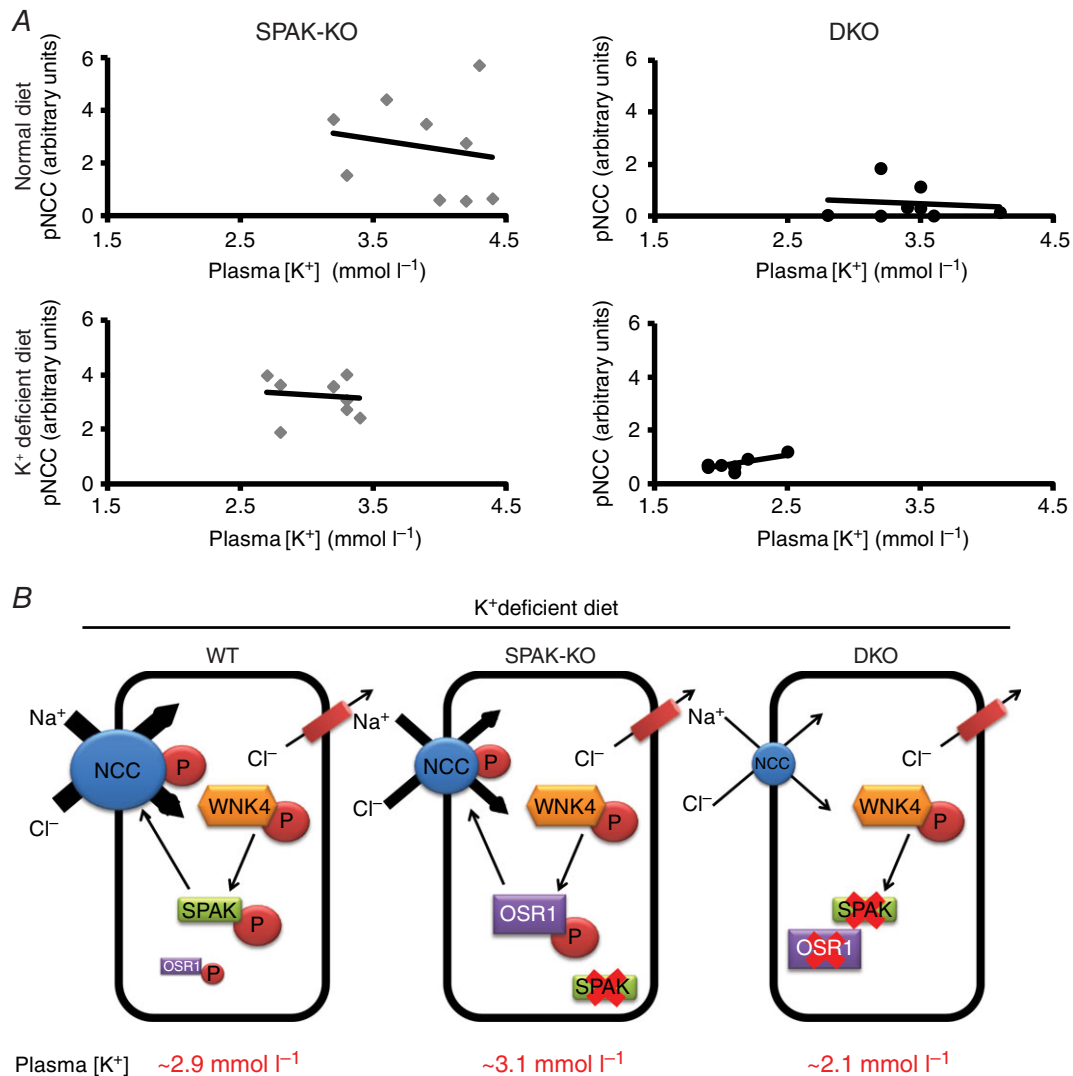 A
SPAK-KO
DKO
Normal diet
pNCC (arbitrary units)
6
4
2
0
1.5 2.5 3.5 4.5
Plasma [K⁺] (mmol l⁻¹)
pNCC (arbitrary units)
6
4
2
0
1.5 2.5 3.5 4.5
Plasma [K⁺] (mmol l⁻¹)
K⁺ deficient diet
pNCC (arbitrary units)
6
4
2
0
1.5 2.5 3.5 4.5
Plasma [K⁺] (mmol l⁻¹)
pNCC (arbitrary units)
6
4
2
0
1.5 2.5 3.5 4.5
Plasma [K⁺] (mmol l⁻¹)
B
K⁺deficient diet
WT
SPAK-KO
DKO
Na⁺
NCC
P
Cl⁻
Cl⁻
WNK4
P
SPAK
P
OSR1
P
Na⁺
NCC
P
Cl⁻
Cl⁻
WNK4
P
OSR1
P
SPAK
Na⁺
NCC
Cl⁻
Cl⁻
WNK4
P
SPAK
OSR1
Plasma [K⁺] ~2.9 mmol l⁻¹ ~3.1 mmol l⁻¹ ~2.1 mmol l⁻¹